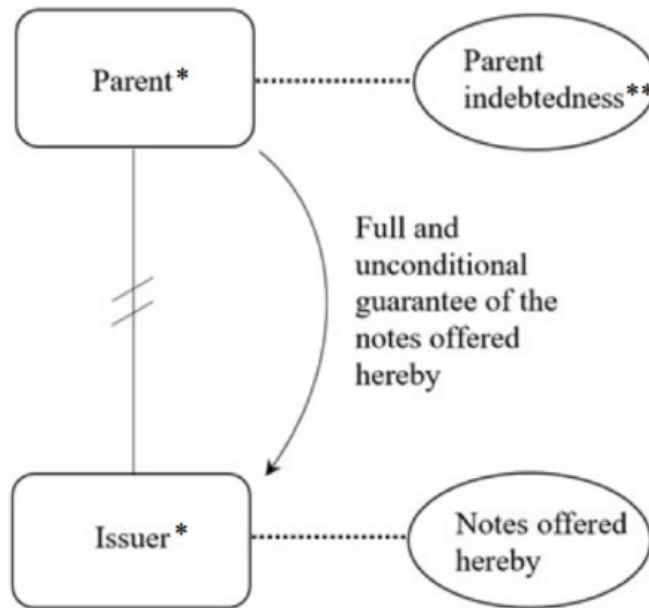 Parent*
Parent
indebtedness**
Full and
unconditional
guarantee of the
notes offered
hereby
Issuer*
Notes offered
hereby